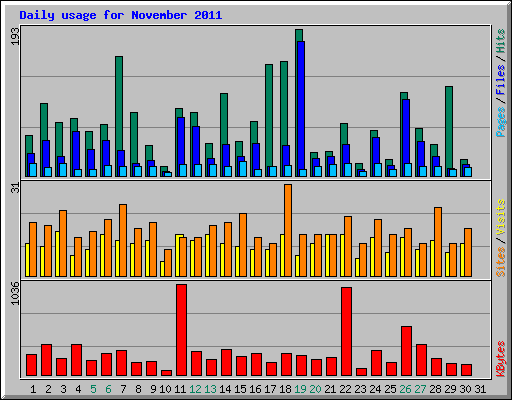 Daily usage for November 2011
193
31
1036
Pages / Files / Hits
Sites / Visits
KBytes
1 2 3 4 5 6 7 8 9 10 11 12 13 14 15 16 17 18 19 20 21 22 23 24 25 26 27 28 29 30 31